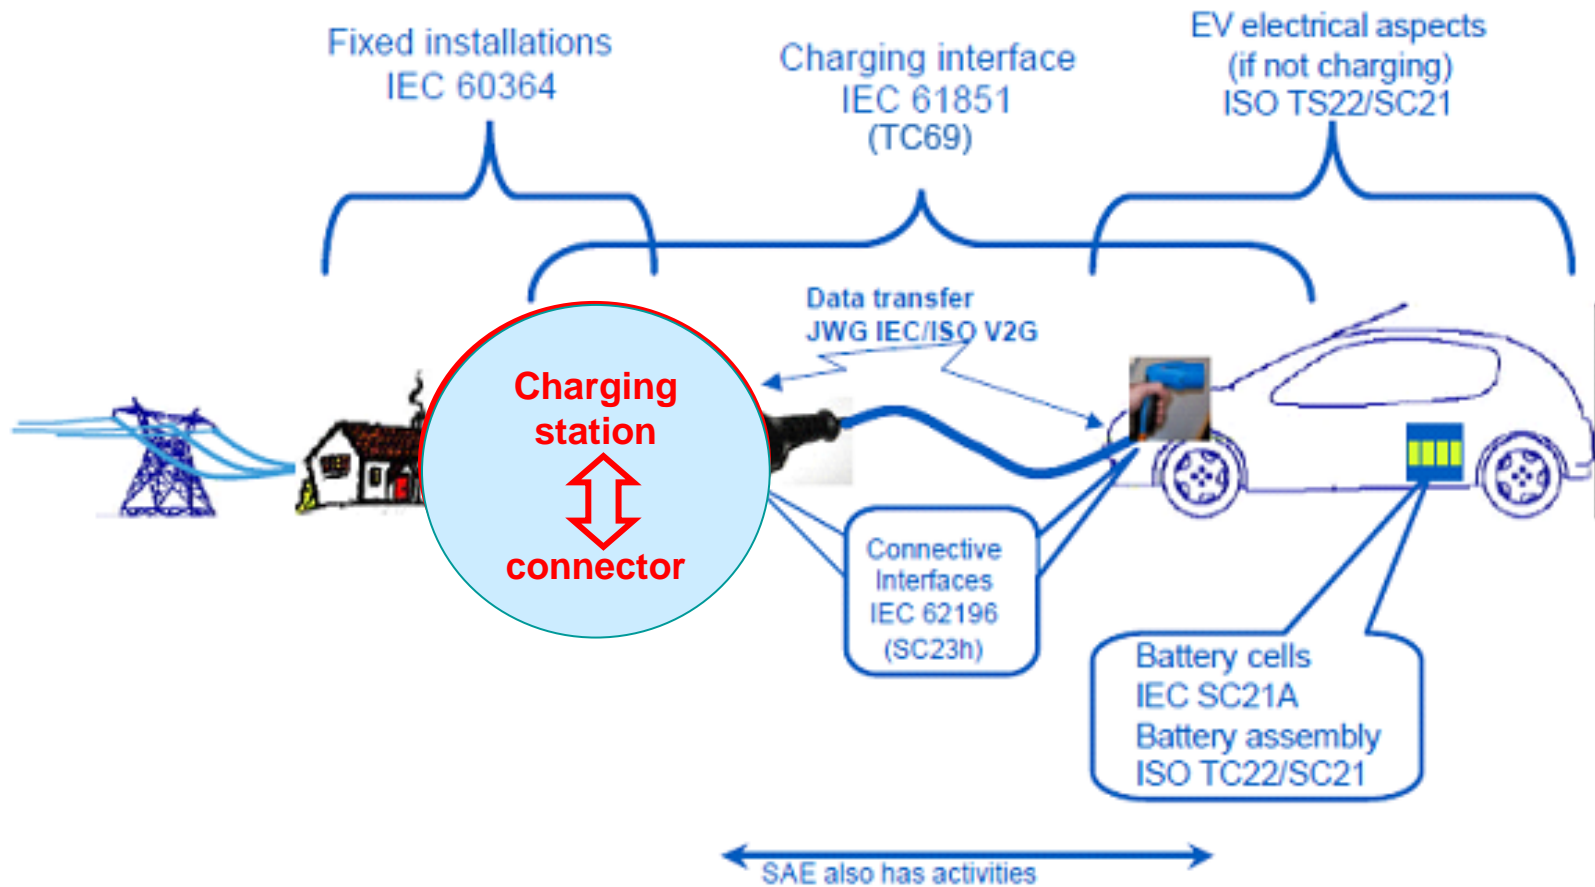 Fixed installations
IEC 60364
Charging interface
IEC 61851
(TC69)
EV electrical aspects
(if not charging)
ISO TS22/SC21
Data transfer
JWG IEC/ISO V2G
Charging
station
connector
Connective
Interfaces
IEC 62196
(SC23h)
Battery cells
IEC SC21A
Battery assembly
ISO TC22/SC21
SAE also has activities